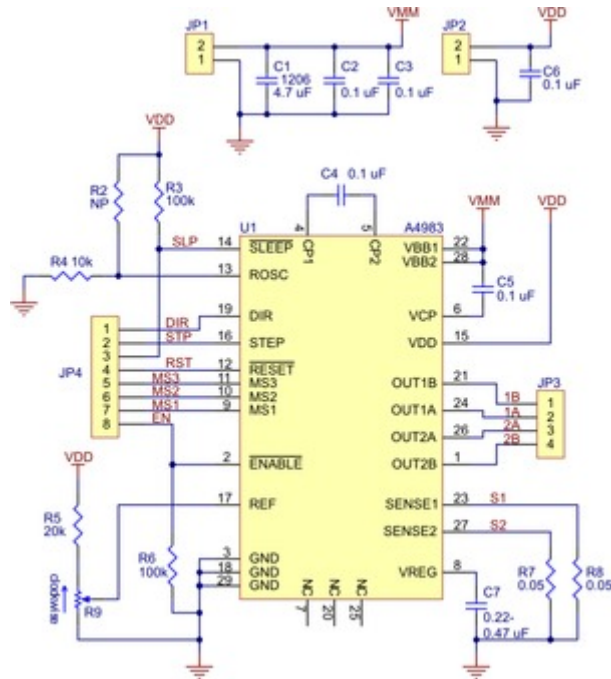 VMM
VDD
JP1
JP2
2
1
C1
1206
4.7 uF
C2
0.1 uF
C3
0.1 uF
2
1
C6
0.1 uF
VDD
C4 0.1 uF
R2
NP
R3
100k
VMM
VDD
U1
4
5
A4983
CP1
CP2
SLP
14
SLEEP
VBB1
22
VBB2
28
R4 10k
13
ROSC
C5
0.1 uF
19
DIR
VCP
6
16
STEP
VDD
15
JP4
1
DIR
2
STP
3
4
RST
12
RESET
5
MS3
11
MS3
6
MS2
10
MS2
7
MS1
9
MS1
8
EN
OUT1B
21
1B
JP3
1
OUT1A
24
1A
2
OUT2A
26
2A
3
OUT2B
1
2B
4
2
ENABLE
VDD
17
REF
SENSE1
23
S1
SENSE2
27
S2
R5
20k
R6
100k
3
GND
18
GND
29
GND
VREG
8
R7
0.05
R8
0.05
clockwise
R9
NC
NC
NC
7
20
25
C7
0.22-
0.47 uF